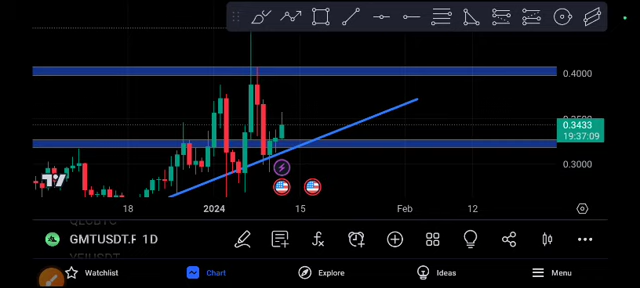 0.4000
0.3433
19:37:09
0.3000
18
2024
15
Feb
12
GMTUSDT.P 1D
Watchlist
Chart
Explore
Ideas
Menu